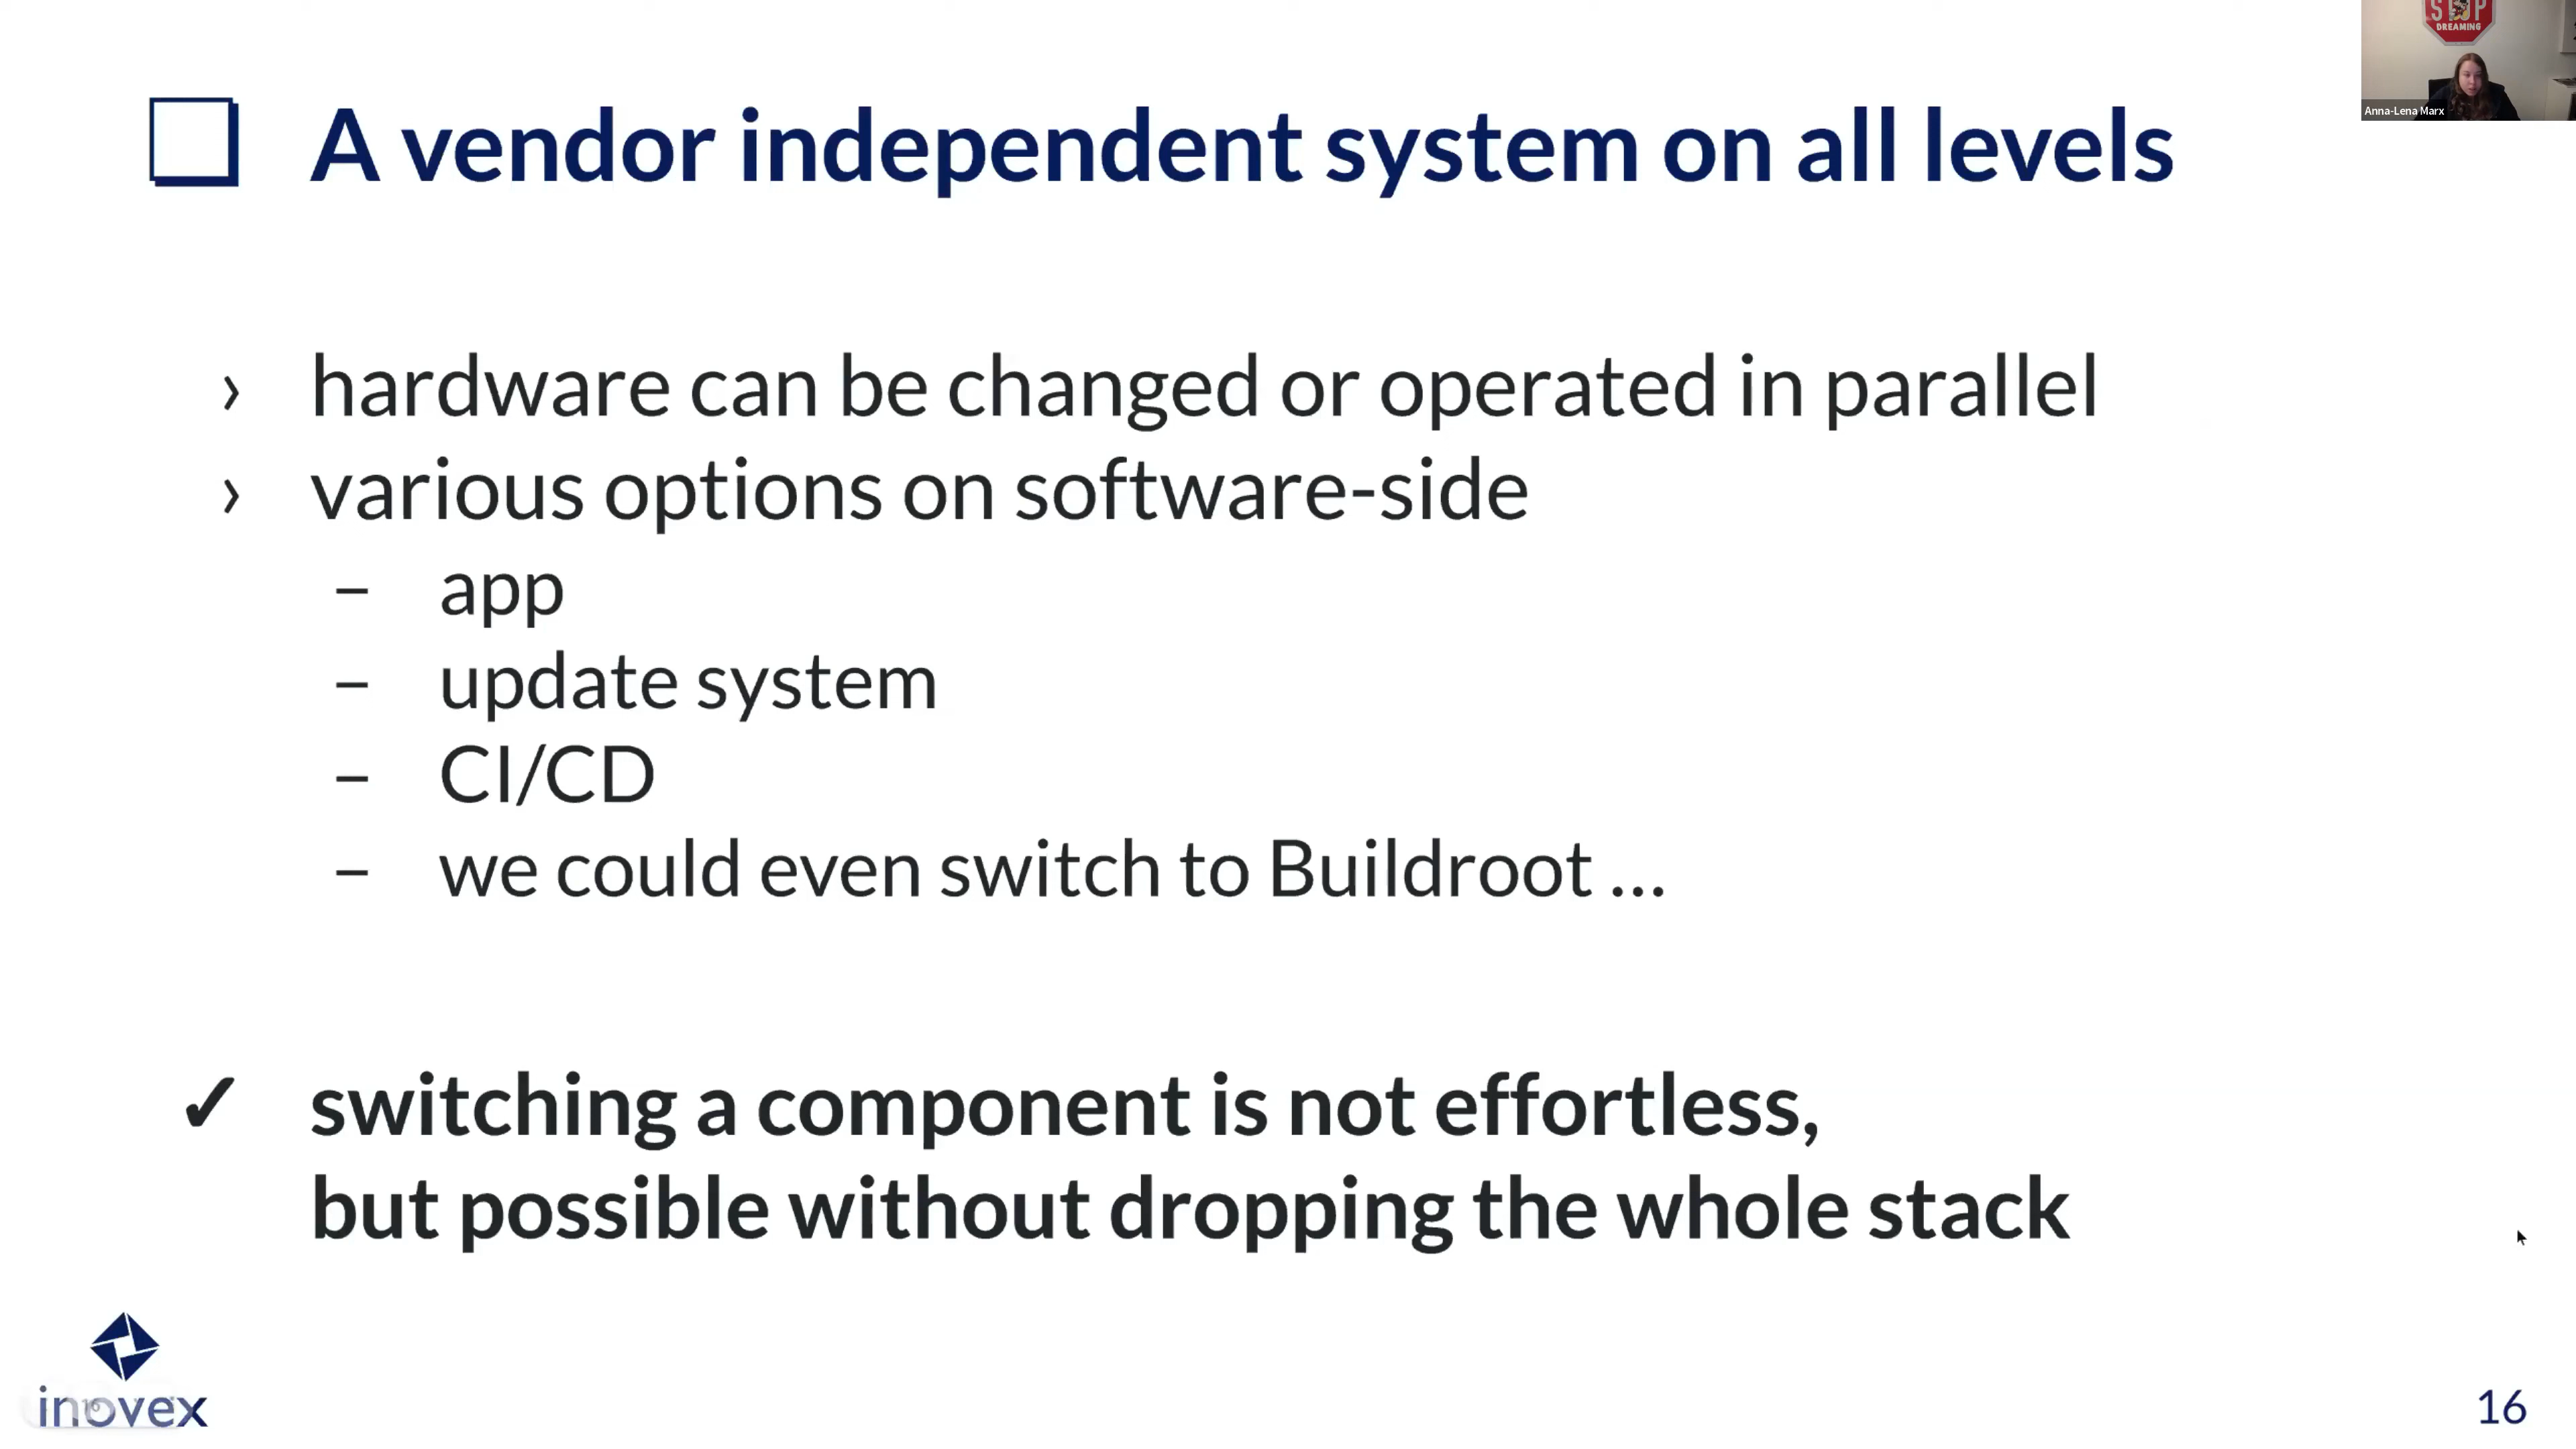 STOP
DREAMING
Anna-Lena Marx
A vendor independent system on all levels
› hardware can be changed or operated in parallel
› various options on software-side
– app
– update system
– CI/CD
– we could even switch to Buildroot ...
✓ switching a component is not effortless,
but possible without dropping the whole stack
inovex
16